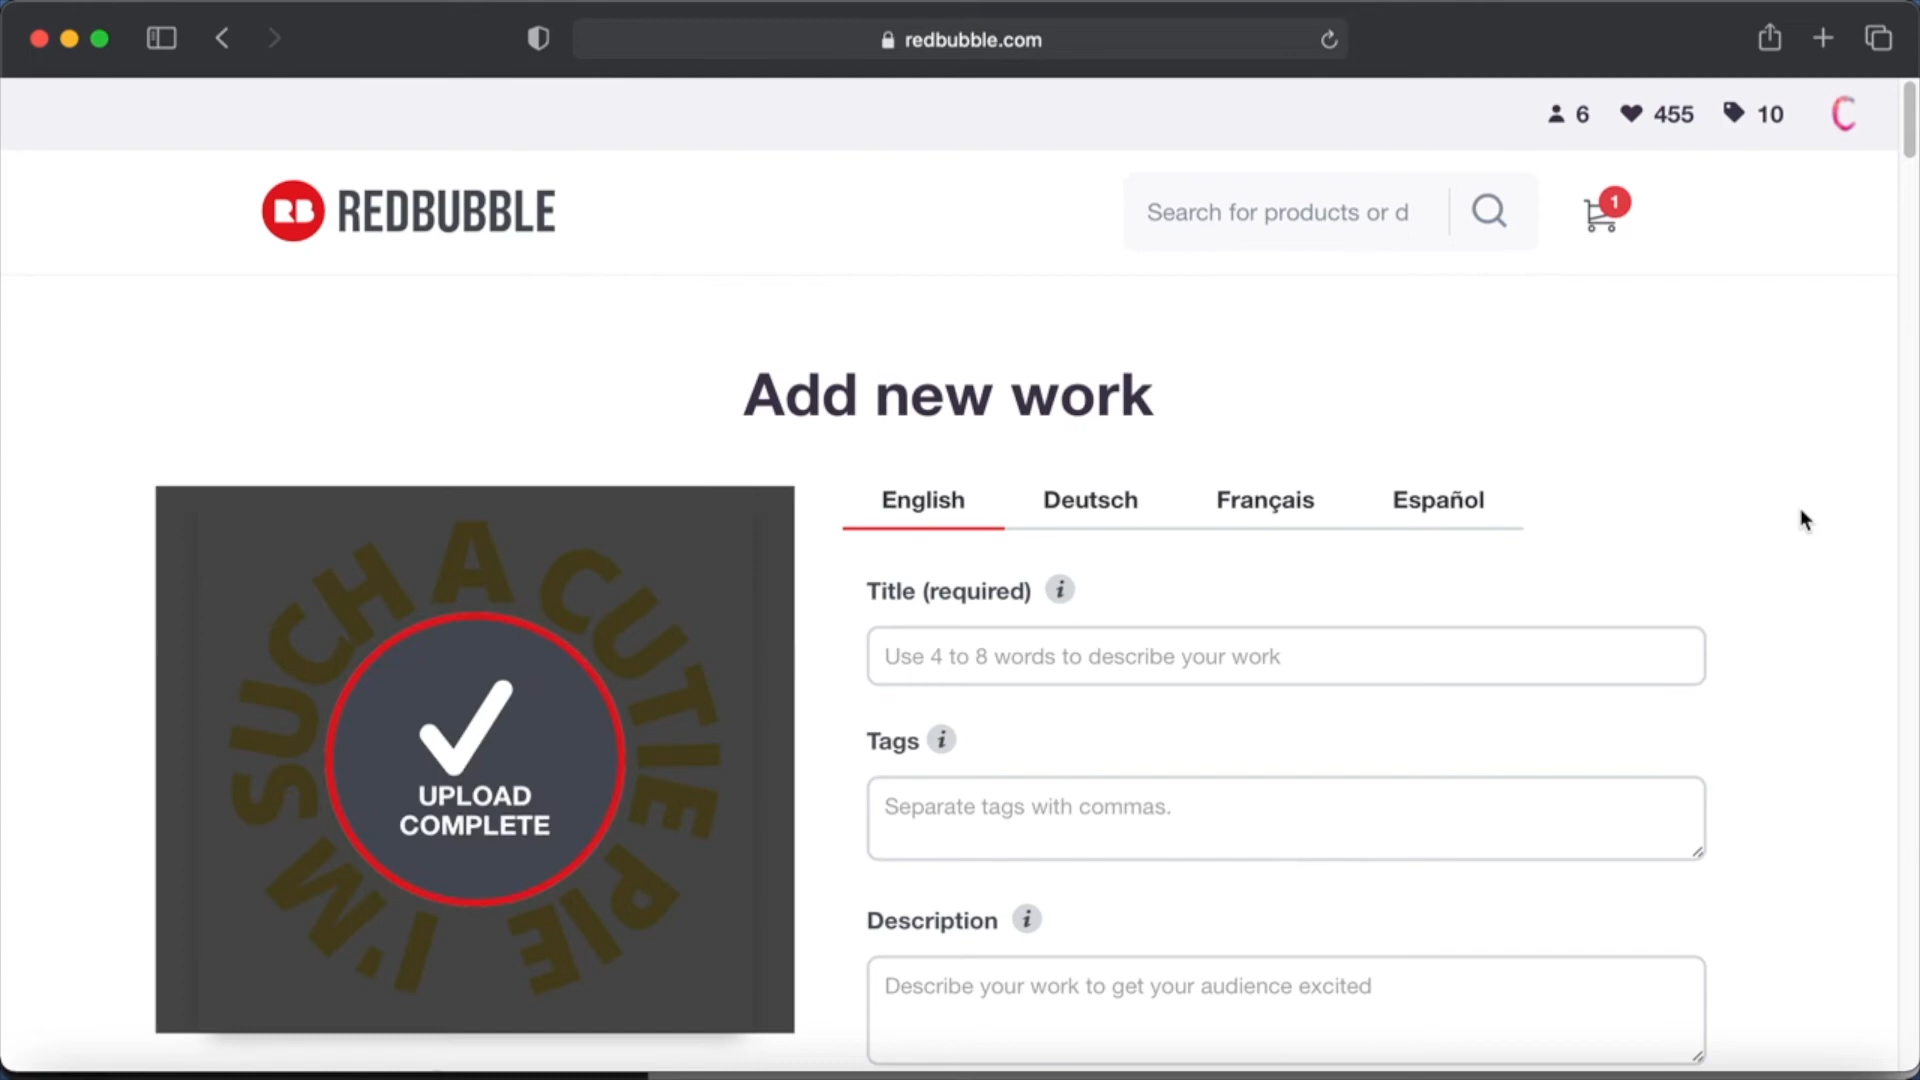 redbubble.com
6 455 10 C
RB REDBUBBLE
Search for products or d
1
Add new work
English Deutsch Français Español
I'M SUCH A CUTIE PIE
UPLOAD
COMPLETE
Title (required) i
Use 4 to 8 words to describe your work
Tags i
Separate tags with commas.
Description i
Describe your work to get your audience excited